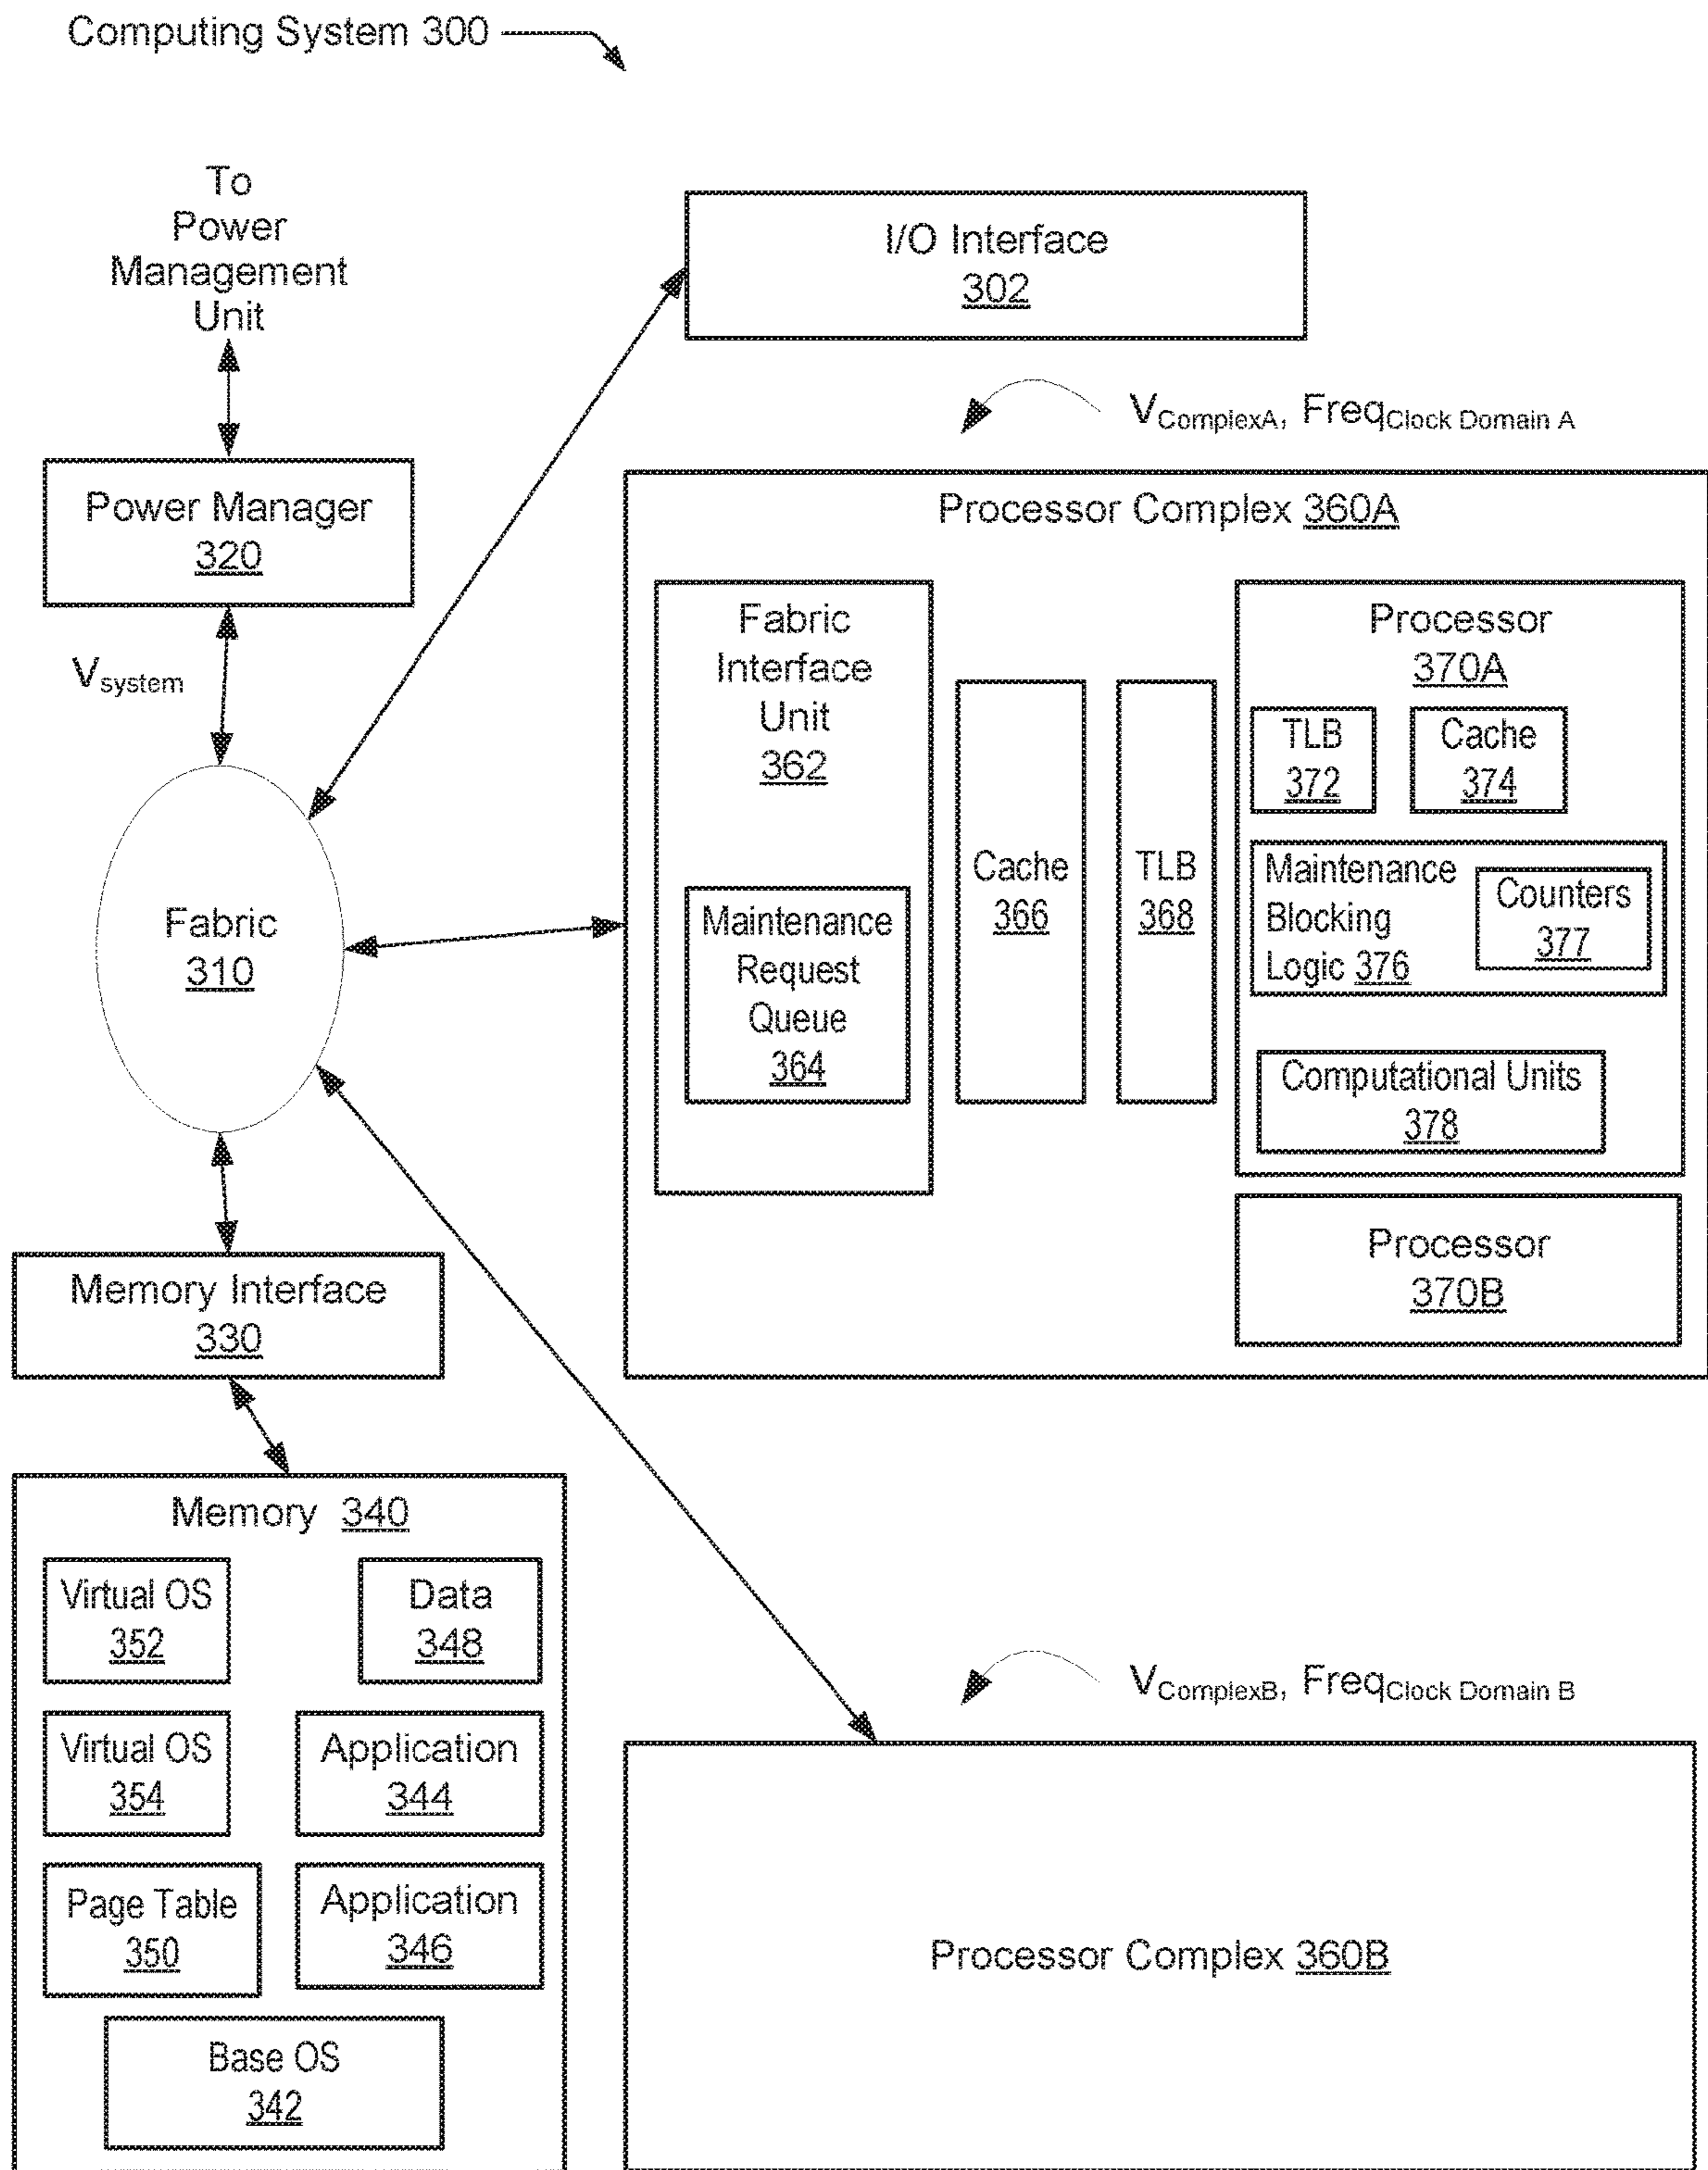 Computing System 300
To
Power
Management
Unit
I/O Interface
302
VComplexA, FreqClock Domain A
Power Manager
320
Vsystem
Fabric
310
Processor Complex 360A
Fabric
Interface
Unit
362
Maintenance
Request
Queue
364
Cache
366
TLB
368
Processor
370A
TLB
372
Cache
374
Maintenance
Blocking
Logic 376
Counters
377
Computational Units
378
Processor
370B
Memory Interface
330
Memory 340
Virtual OS
352
Data
348
Virtual OS
354
Application
344
Page Table
350
Application
346
Base OS
342
VComplexB, FreqClock Domain B
Processor Complex 360B